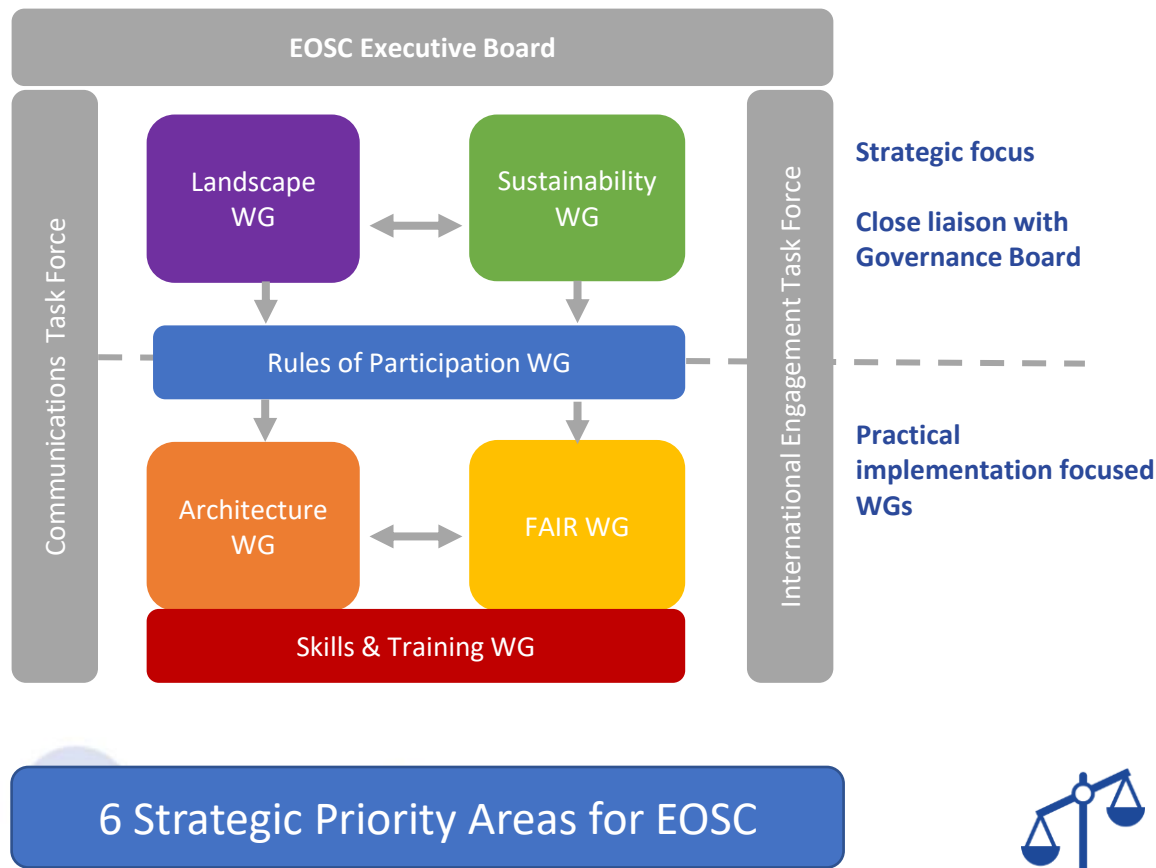 EOSC Executive Board
Communications Task Force
Landscape
WG
Sustainability
WG
International Engagement Task Force
Strategic focus
Close liaison with
Governance Board
Rules of Participation WG
Architecture
WG
FAIR WG
Practical
implementation focused
WGs
Skills & Training WG
6 Strategic Priority Areas for EOSC